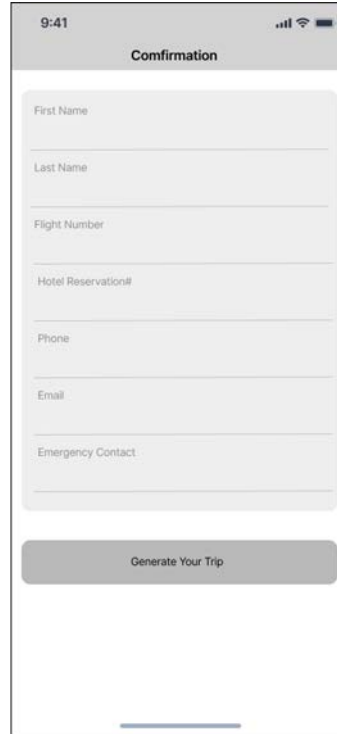 9:41
Comfirmation
First Name
Last Name
Flight Number
Hotel Reservation#
Phone
Email
Emergency Contact
Generate Your Trip